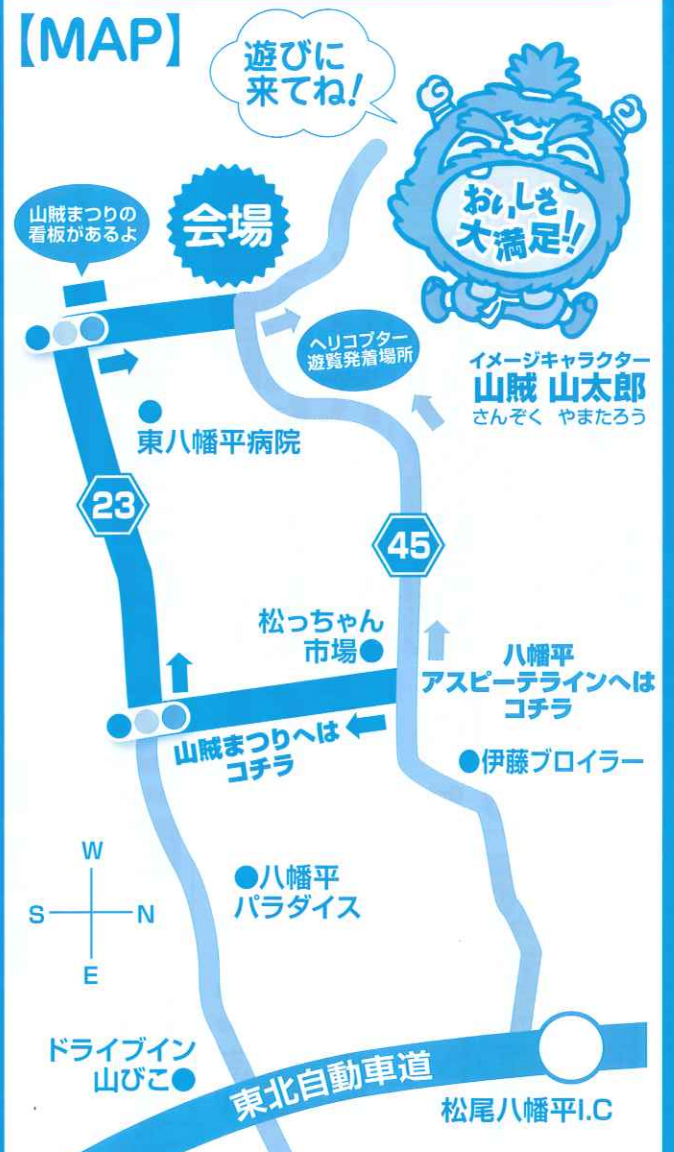 【MAP】
遊びに
来てね!
おいしさ
大満足!!
山賊まつりの
看板があるよ
会場
ヘリコプター
遊覧発着場所
イメージキャラクター
山賊 山太郎
さんぞく やまたろう
東八幡平病院
23
45
松っちゃん
市場
八幡平
アスピーテラインへは
コチラ
山賊まつりへは
コチラ
伊藤ブロイラー
八幡平
パラダイス
W
S
N
E
ドライブイン
山びこ
東北自動車道
松尾八幡平I.C